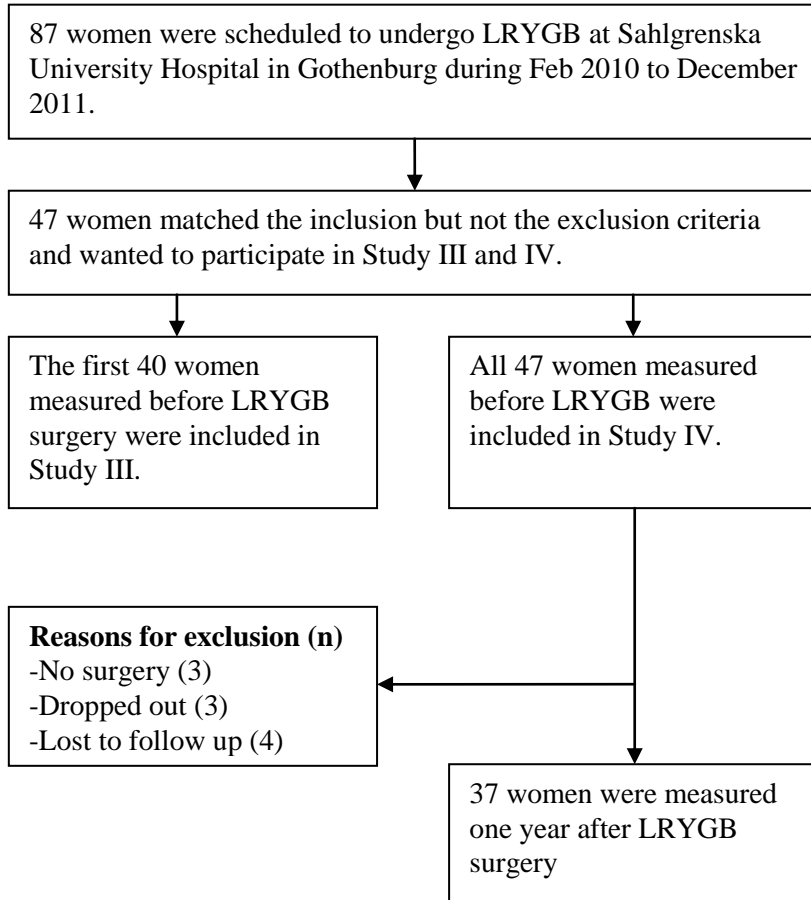 87 women were scheduled to undergo LRYGB at Sahlgrenska
University Hospital in Gothenburg during Feb 2010 to December
2011.
47 women matched the inclusion but not the exclusion criteria
and wanted to participate in Study III and IV.
The first 40 women
measured before LRYGB
surgery were included in
Study III.
All 47 women measured
before LRYGB were
included in Study IV.
Reasons for exclusion (n)
-No surgery (3)
-Dropped out (3)
-Lost to follow up (4)
37 women were measured
one year after LRYGB
surgery